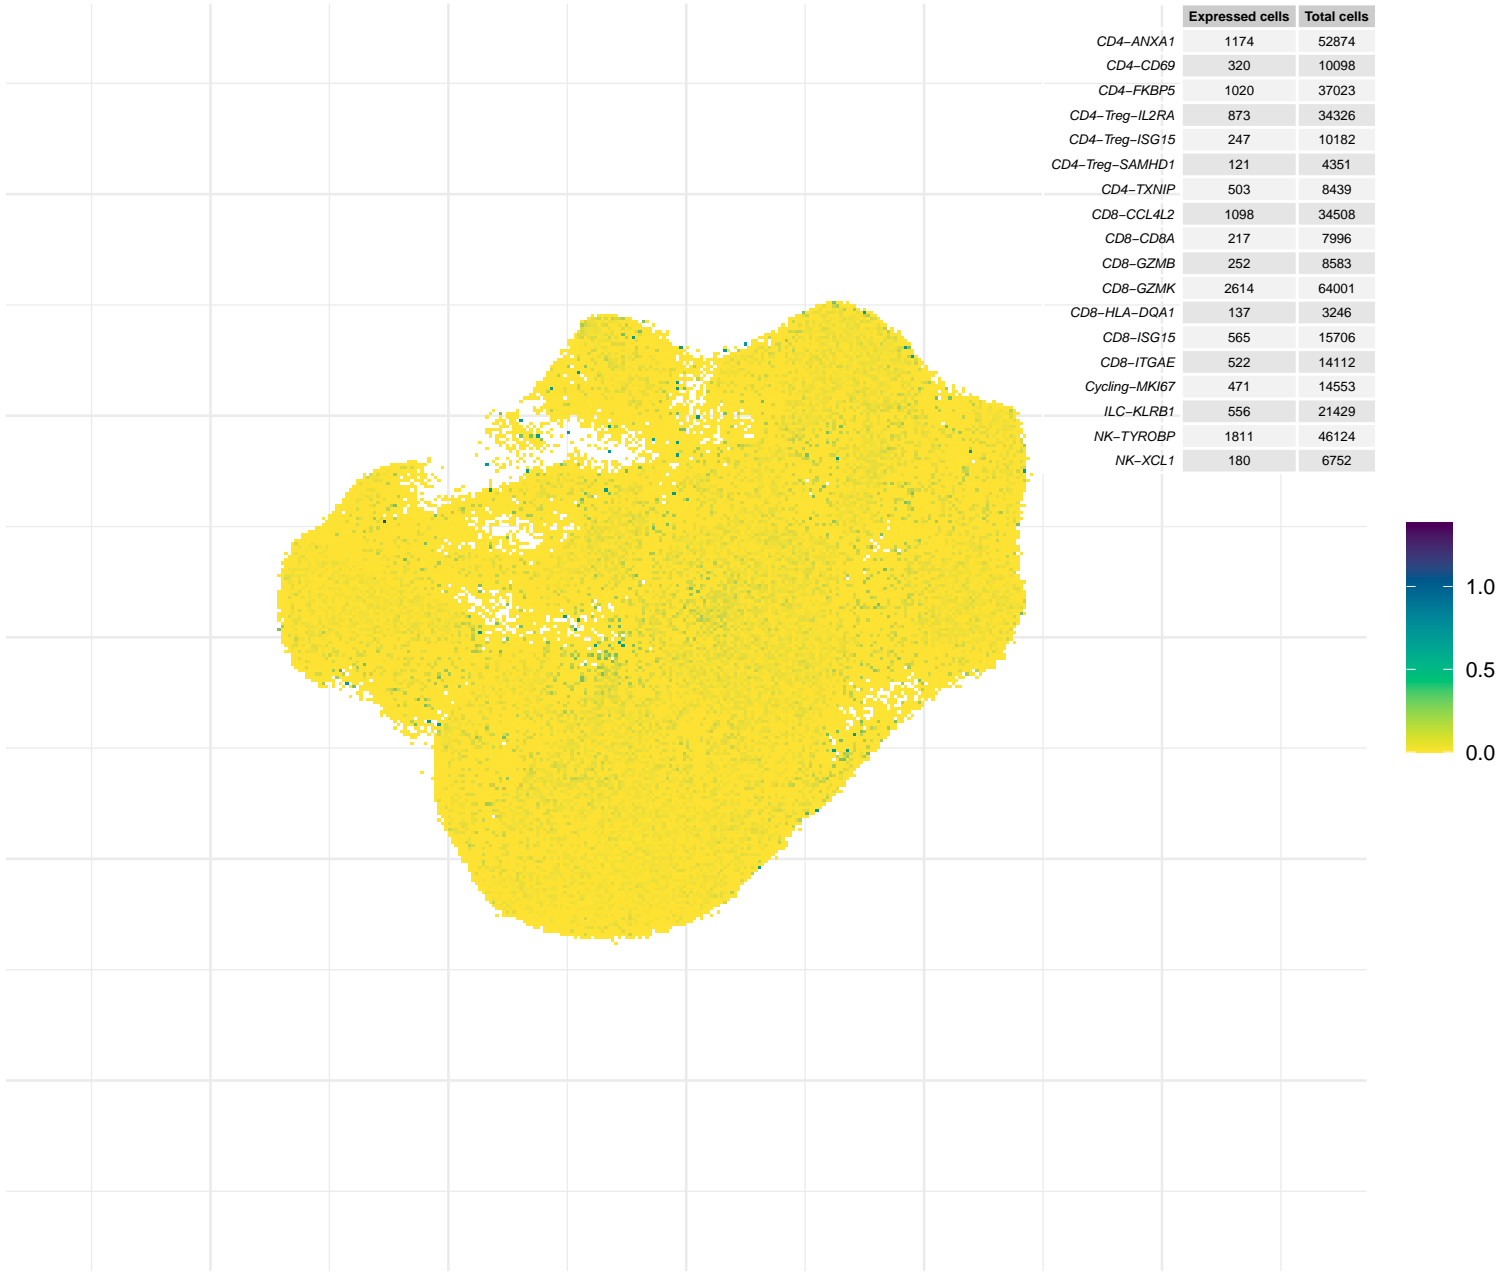 Expressed cells Total cells
CD4−ANXA1 1174 52874
CD4−CD69 320 10098
CD4−FKBP5 1020 37023
CD4−Treg−IL2RA 873 34326
CD4−Treg−ISG15 247 10182
CD4−Treg−SAMHD1 121 4351
CD4−TXNIP 503 8439
CD8−CCL4L2 1098 34508
CD8−CD8A 217 7996
CD8−GZMB 252 8583
CD8−GZMK 2614 64001
CD8−HLA−DQA1 137 3246
CD8−ISG15 565 15706
CD8−ITGAE 522 14112
Cycling−MKI67 471 14553
ILC−KLRB1 556 21429
NK−TYROBP 1811 46124
NK−XCL1 180 6752
1.0
0.5
0.0